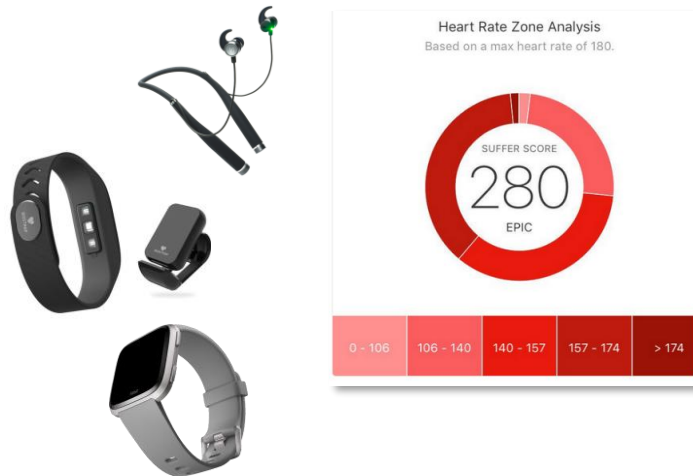 Heart Rate Zone Analysis
Based on a max heart rate of 180.
SUFFER SCORE
280
EPIC
0 - 106
106 - 140
140 - 157
157 - 174
> 174